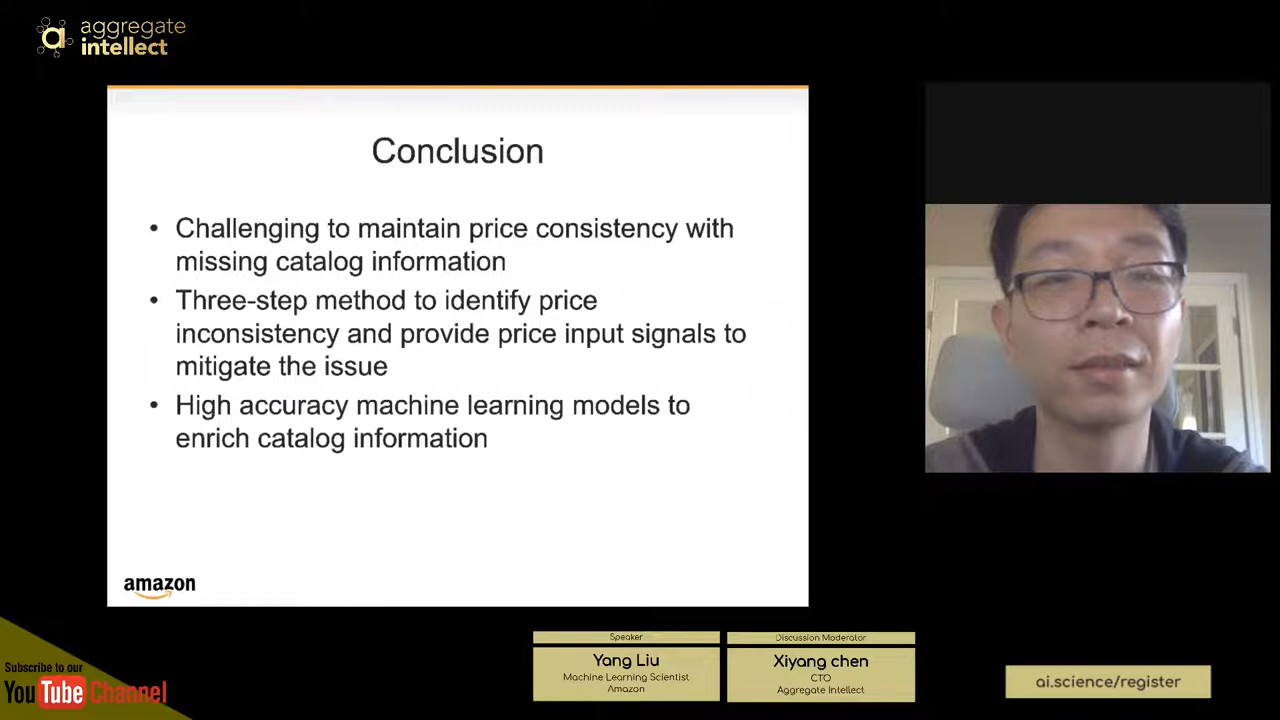 aggregate
intellect
Conclusion
• Challenging to maintain price consistency with
missing catalog information
• Three-step method to identify price
inconsistency and provide price input signals to
mitigate the issue
• High accuracy machine learning models to
enrich catalog information
amazon
Subscribe to our
YouTube Channel
Speaker
Yang Liu
Machine Learning Scientist
Amazon
Discussion Moderator
Xiyang chen
CTO
Aggregate Intellect
ai.science/register